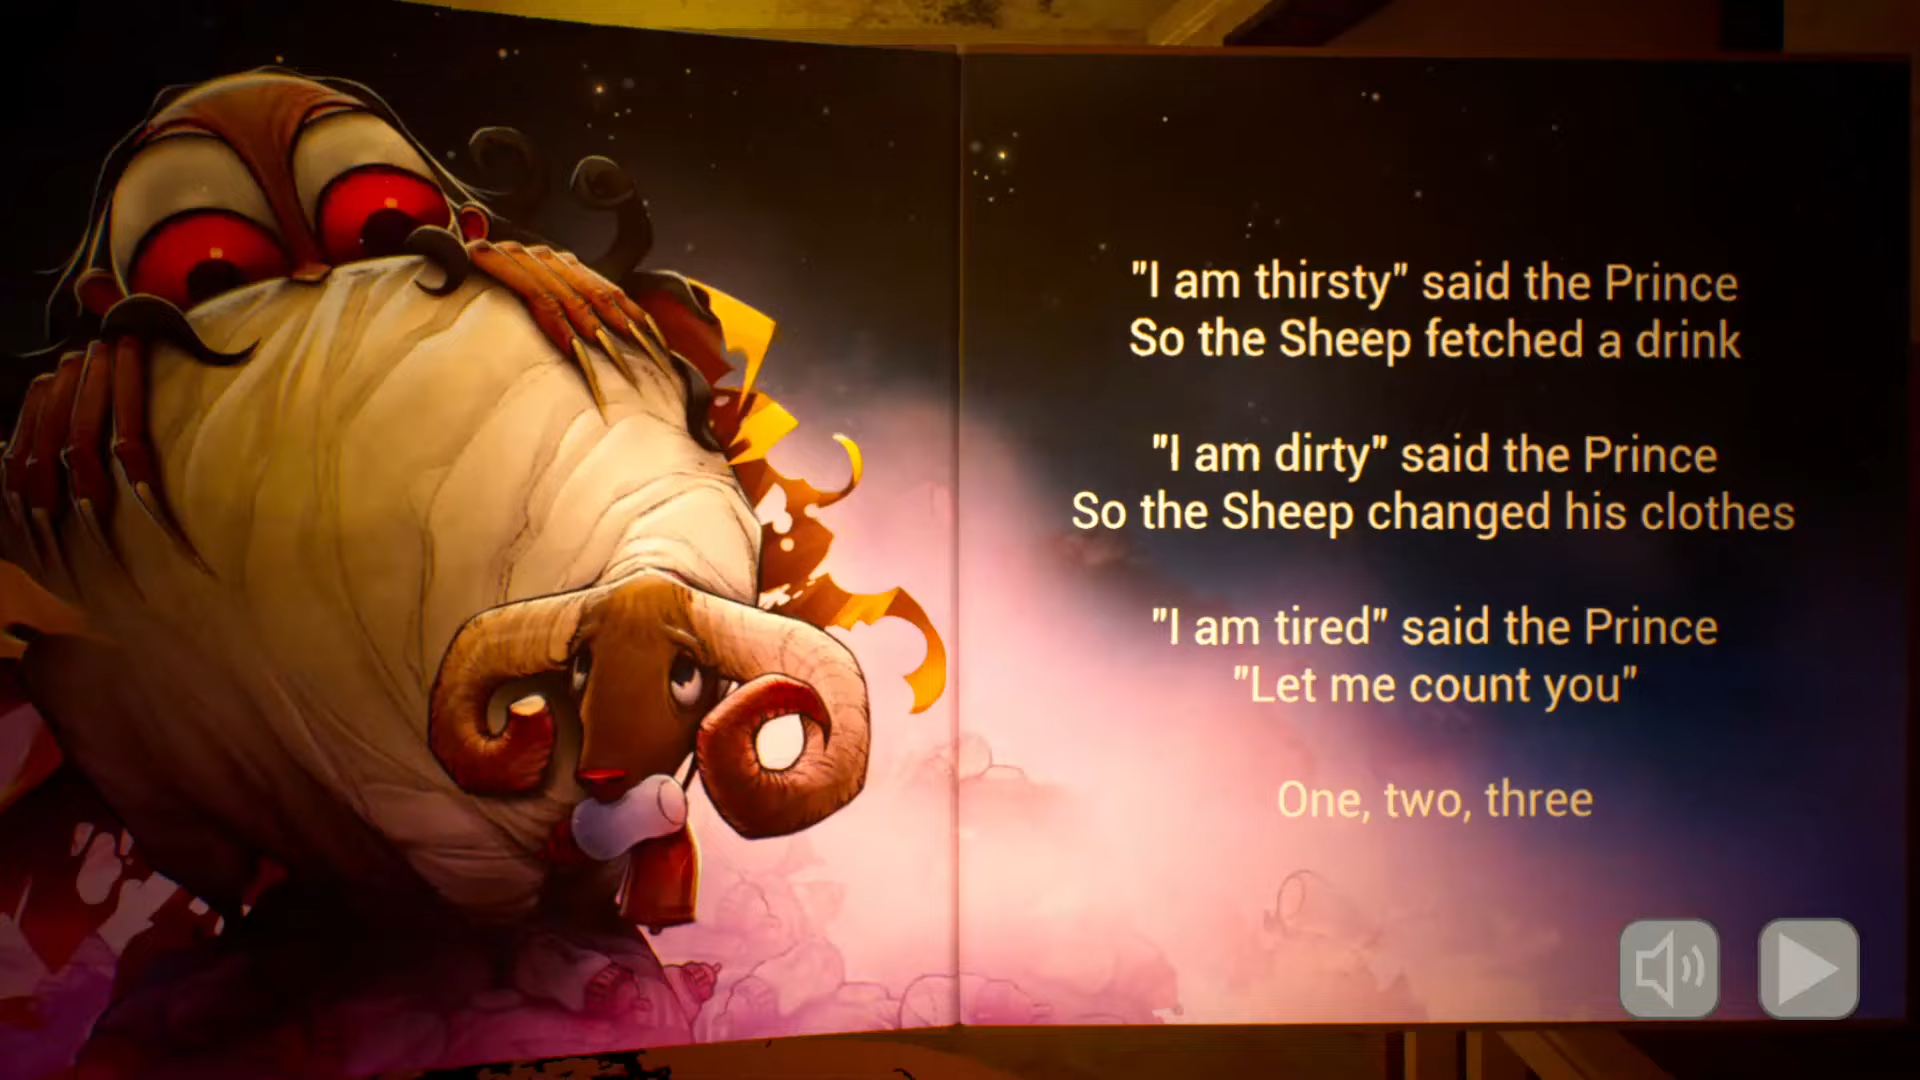 "I am thirsty" said the Prince
So the Sheep fetched a drink
"I am dirty" said the Prince
So the Sheep changed his clothes
"I am tired" said the Prince
"Let me count you"
One, two, three